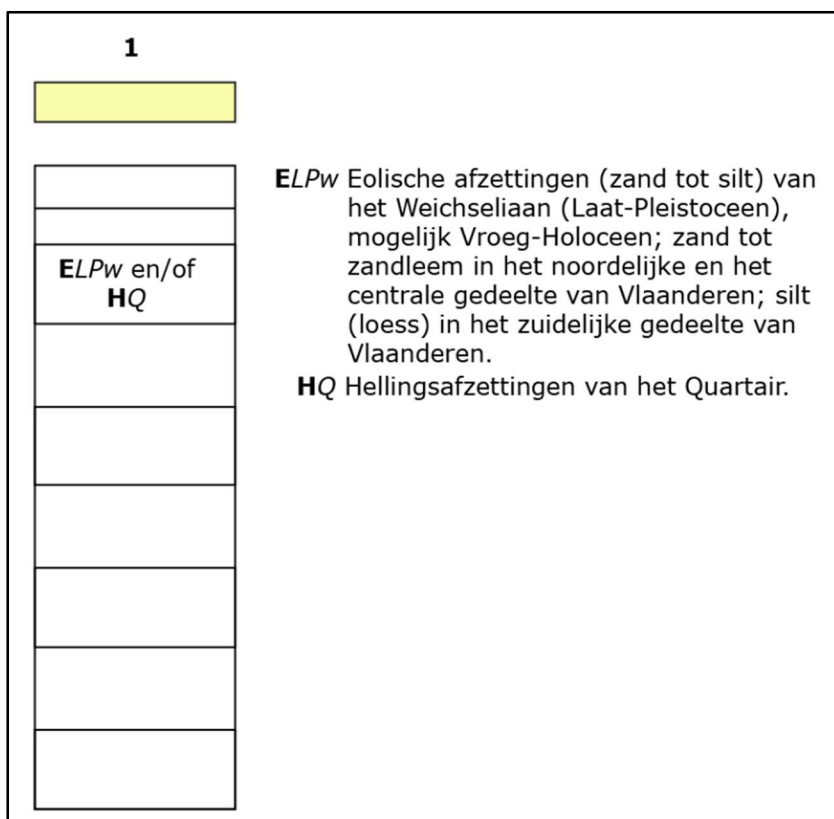 1
ELPw en/of
HQ
ELPw Eolische afzettingen (zand tot silt) van
het Weichseliaan (Laat-Pleistoceen),
mogelijk Vroeg-Holoceen; zand tot
zandleem in het noordelijke en het
centrale gedeelte van Vlaanderen; silt
(loess) in het zuidelijke gedeelte van
Vlaanderen.
HQ Hellingsafzettingen van het Quartair.